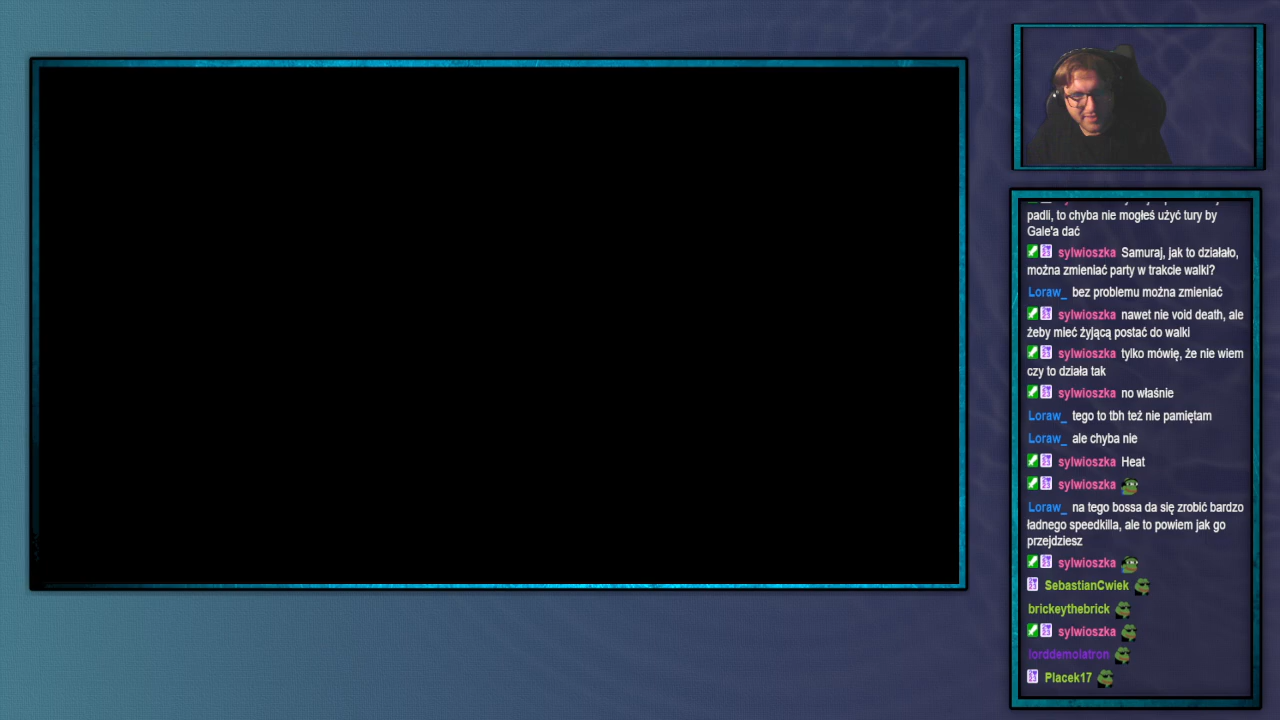 padli, to chyba nie mogłeś użyć tury by
Gale'a dać
sylwioszka Samuraj, jak to działało,
można zmieniać party w trakcie walki?
Loraw_ bez problemu można zmieniać
sylwioszka nawet nie void death, ale
żeby mieć żyjącą postać do walki
sylwioszka tylko mówię, że nie wiem
czy to działa tak
sylwioszka no właśnie
Loraw_ tego to tbh też nie pamiętam
Loraw_ ale chyba nie
sylwioszka Heat
sylwioszka
Loraw_ na tego bossa da się zrobić bardzo
ładnego speedkilla, ale to powiem jak go
przejdziesz
sylwioszka
SebastianCwiek
brickeythebrick
sylwioszka
lorddemolatron
Placek17